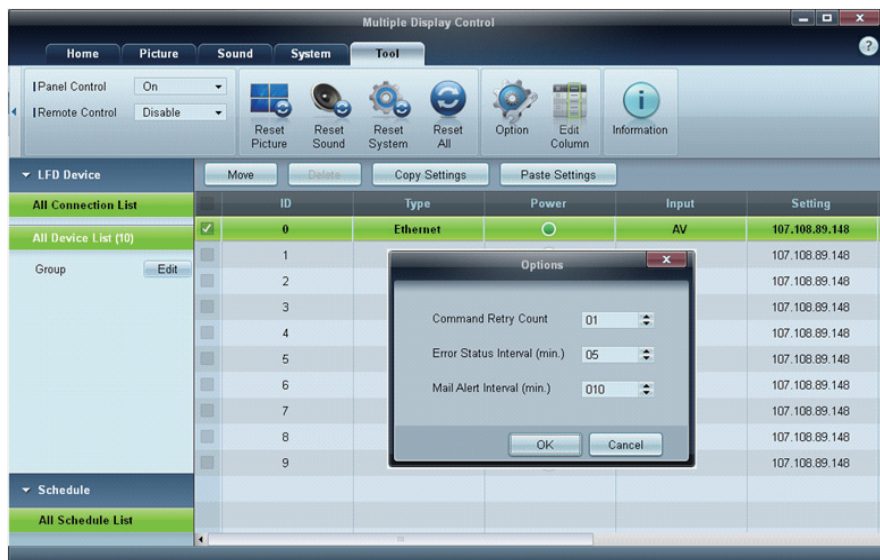 Multiple Display Control
Home Picture Sound System Tool
Panel Control On
Remote Control Disable
Reset Picture
Reset Sound
Reset System
Reset All
Option
Edit Column
Information
LFD Device
Move Delete Copy Settings Paste Settings
All Connection List
ID Type Power Input Setting
All Device List (10)
0 Ethernet AV 107.108.89.148
Group Edit
1 107.108.89.148
2 107.108.89.148
3 107.108.89.148
4 107.108.89.148
5 107.108.89.148
6 107.108.89.148
7 107.108.89.148
8 107.108.89.148
9 107.108.89.148
Options
Command Retry Count 01
Error Status Interval (min.) 05
Mail Alert Interval (min.) 010
OK Cancel
Schedule
All Schedule List